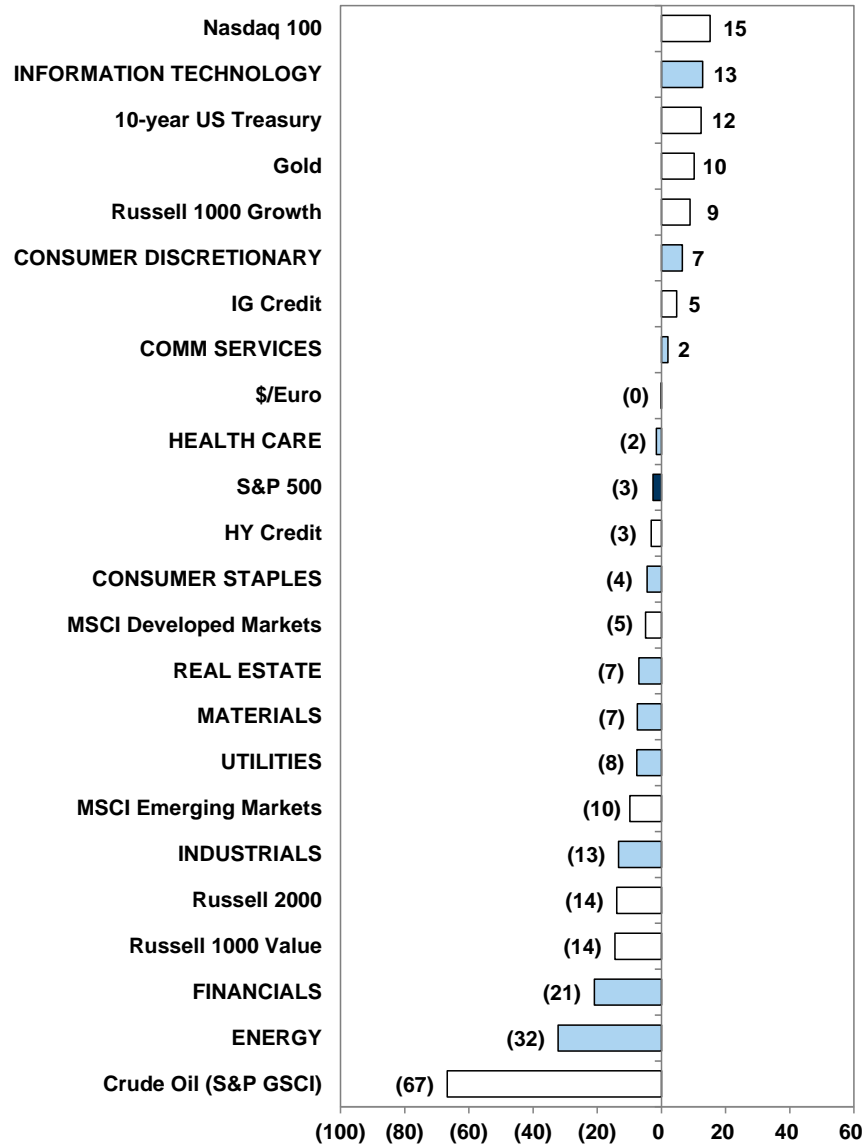 Nasdaq 100 15
INFORMATION TECHNOLOGY 13
10-year US Treasury 12
Gold 10
Russell 1000 Growth 9
CONSUMER DISCRETIONARY 7
IG Credit 5
COMM SERVICES 2
$/Euro (0)
HEALTH CARE (2)
S&P 500 (3)
HY Credit (3)
CONSUMER STAPLES (4)
MSCI Developed Markets (5)
REAL ESTATE (7)
MATERIALS (7)
UTILITIES (8)
MSCI Emerging Markets (10)
INDUSTRIALS (13)
Russell 2000 (14)
Russell 1000 Value (14)
FINANCIALS (21)
ENERGY (32)
Crude Oil (S&P GSCI) (67)
(100) (80) (60) (40) (20) 0 20 40 60